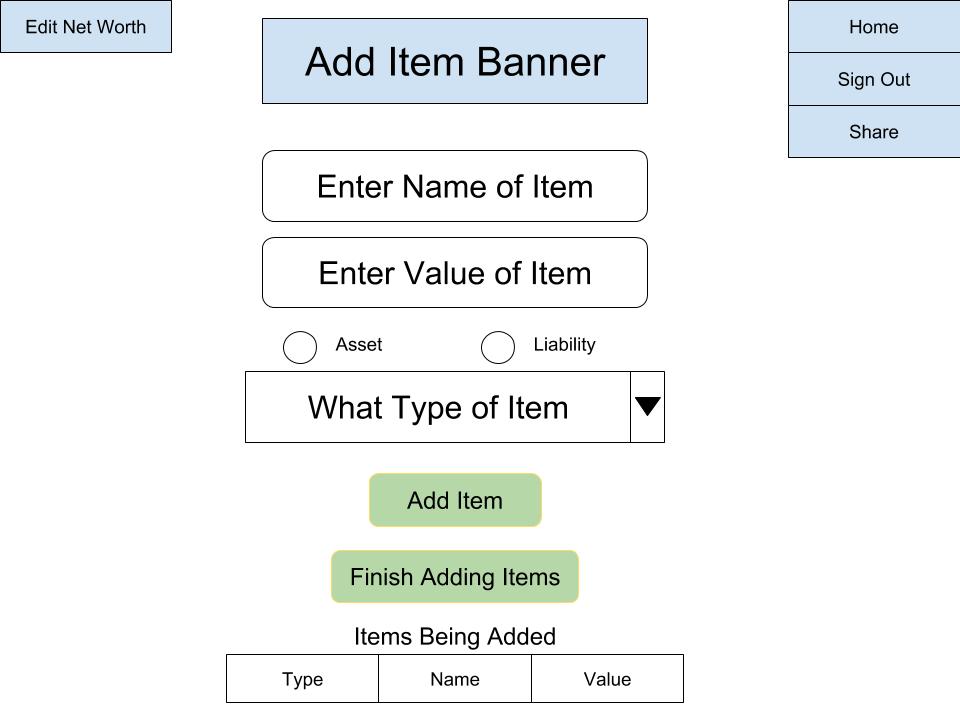 Edit Net Worth
Add Item Banner
Home
Sign Out
Share
Enter Name of Item
Enter Value of Item
Asset
Liability
What Type of Item
Add Item
Finish Adding Items
Items Being Added
Type
Name
Value